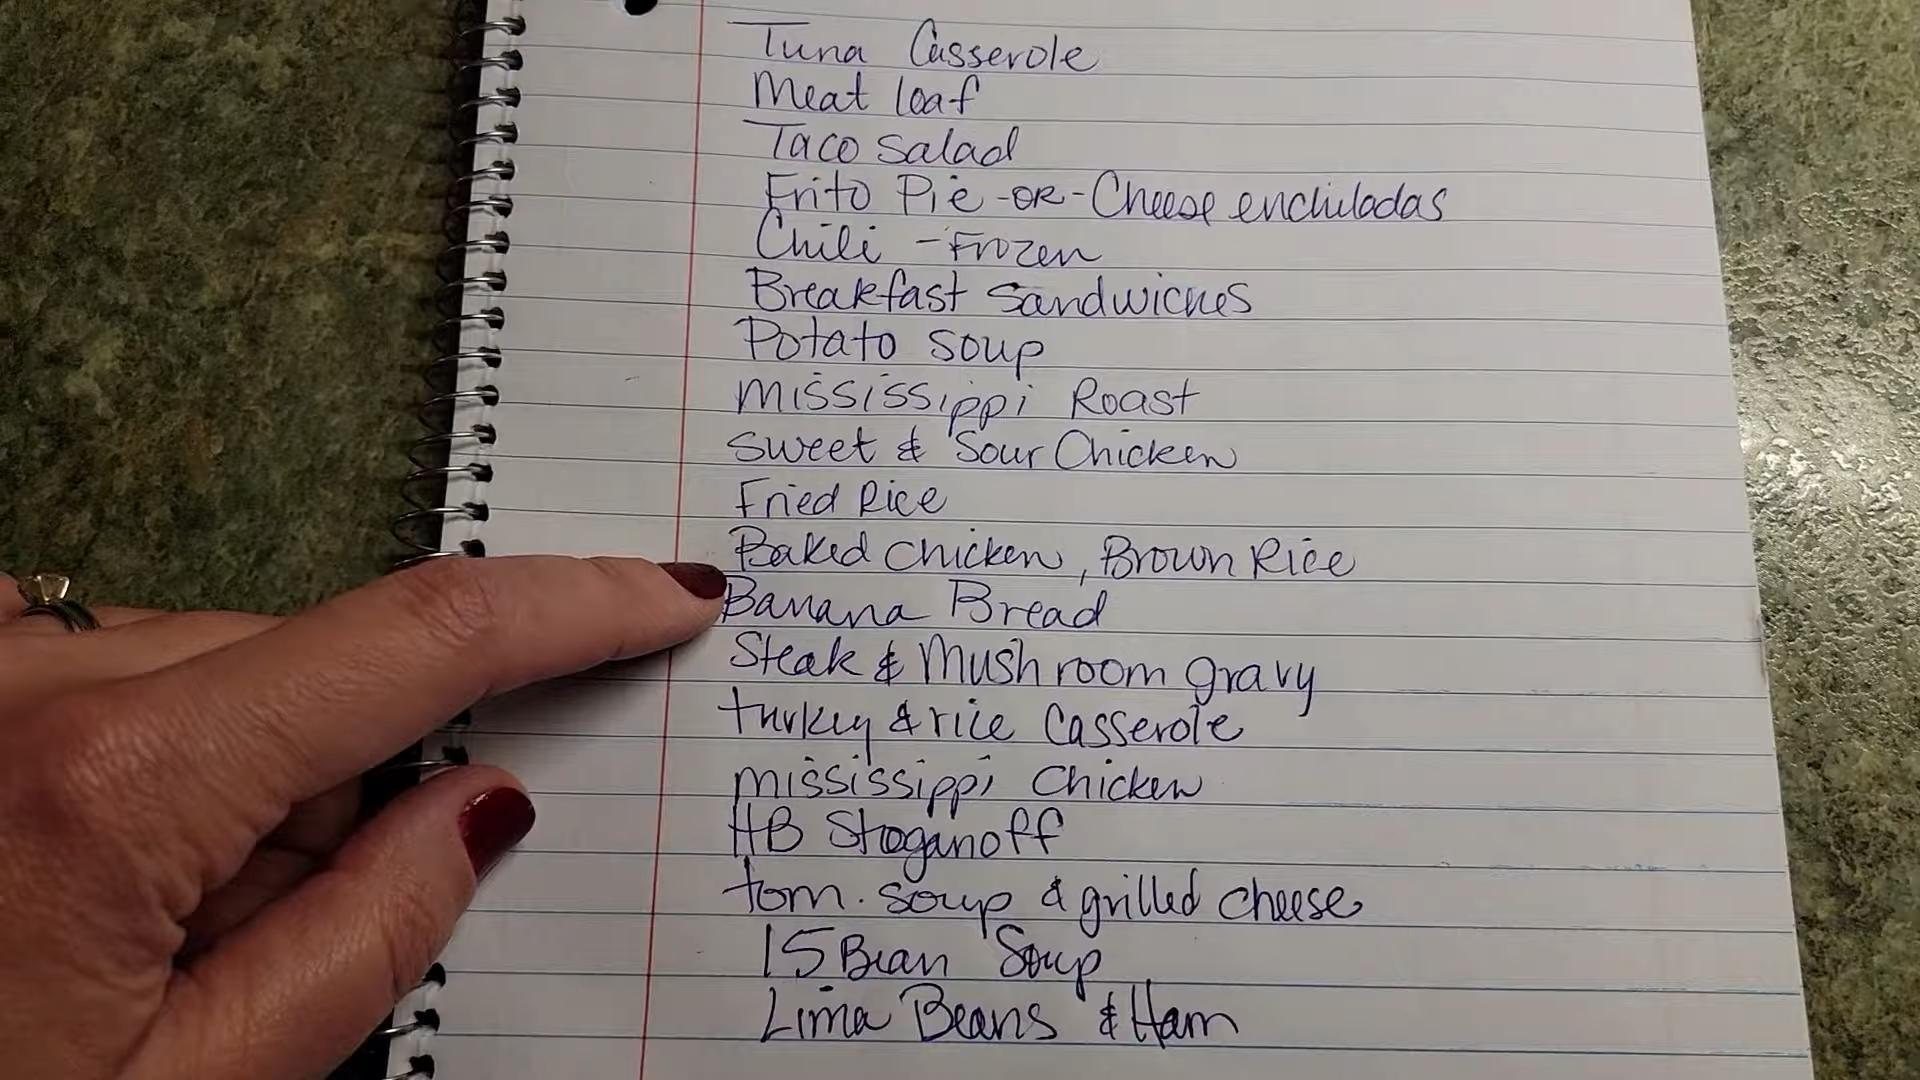 Tuna Casserole
Meat loaf
Taco Salad
Frito Pie -OR- Cheese enchiladas
Chili - Frozen
Breakfast Sandwiches
Potato Soup
Mississippi Roast
Sweet & Sour Chicken
Fried Rice
Baked Chicken, Brown Rice
Banana Bread
Steak & Mushroom gravy
turkey & rice Casserole
Mississippi Chicken
HB Stroganoff
tom. soup & grilled cheese
15 Bean Soup
Lima Beans & Ham